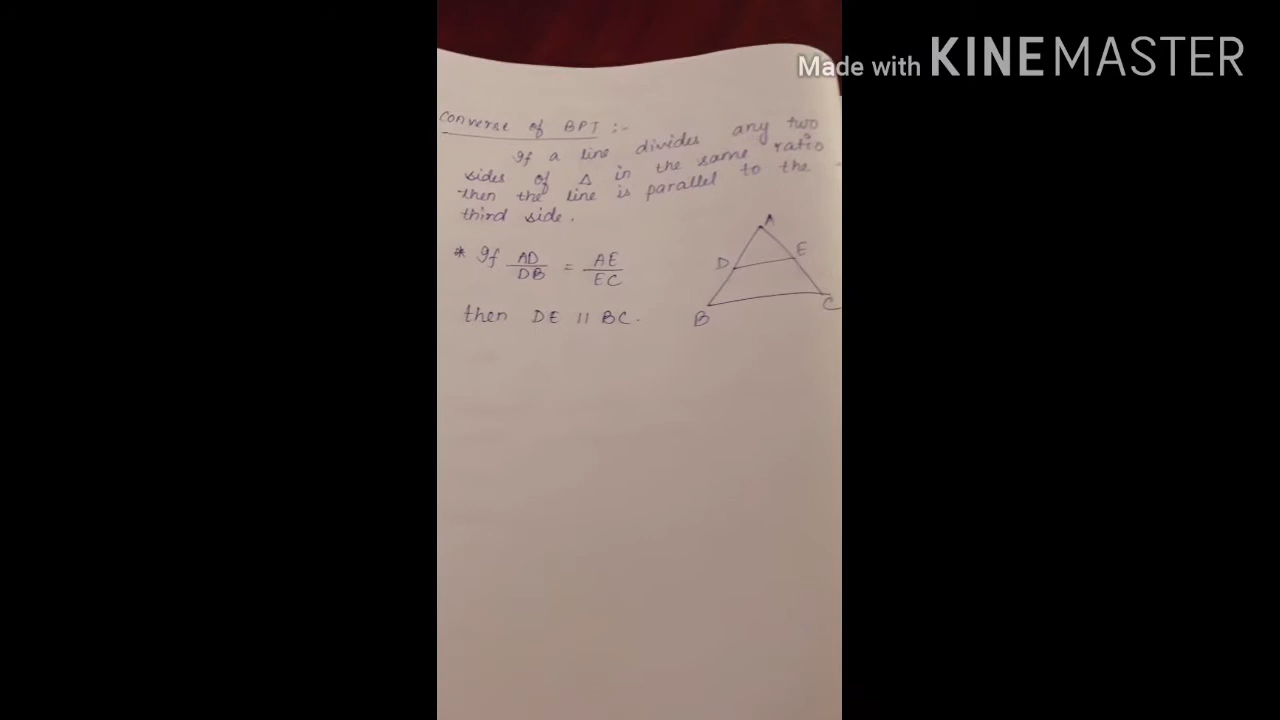 Made with KINEMASTER
Converse of BPT :-
If a line divides any two
sides of Δ in the same ratio
then the line is parallel to the
third side.
* If AD/DB = AE/EC
then DE || BC.
A
D E
B C